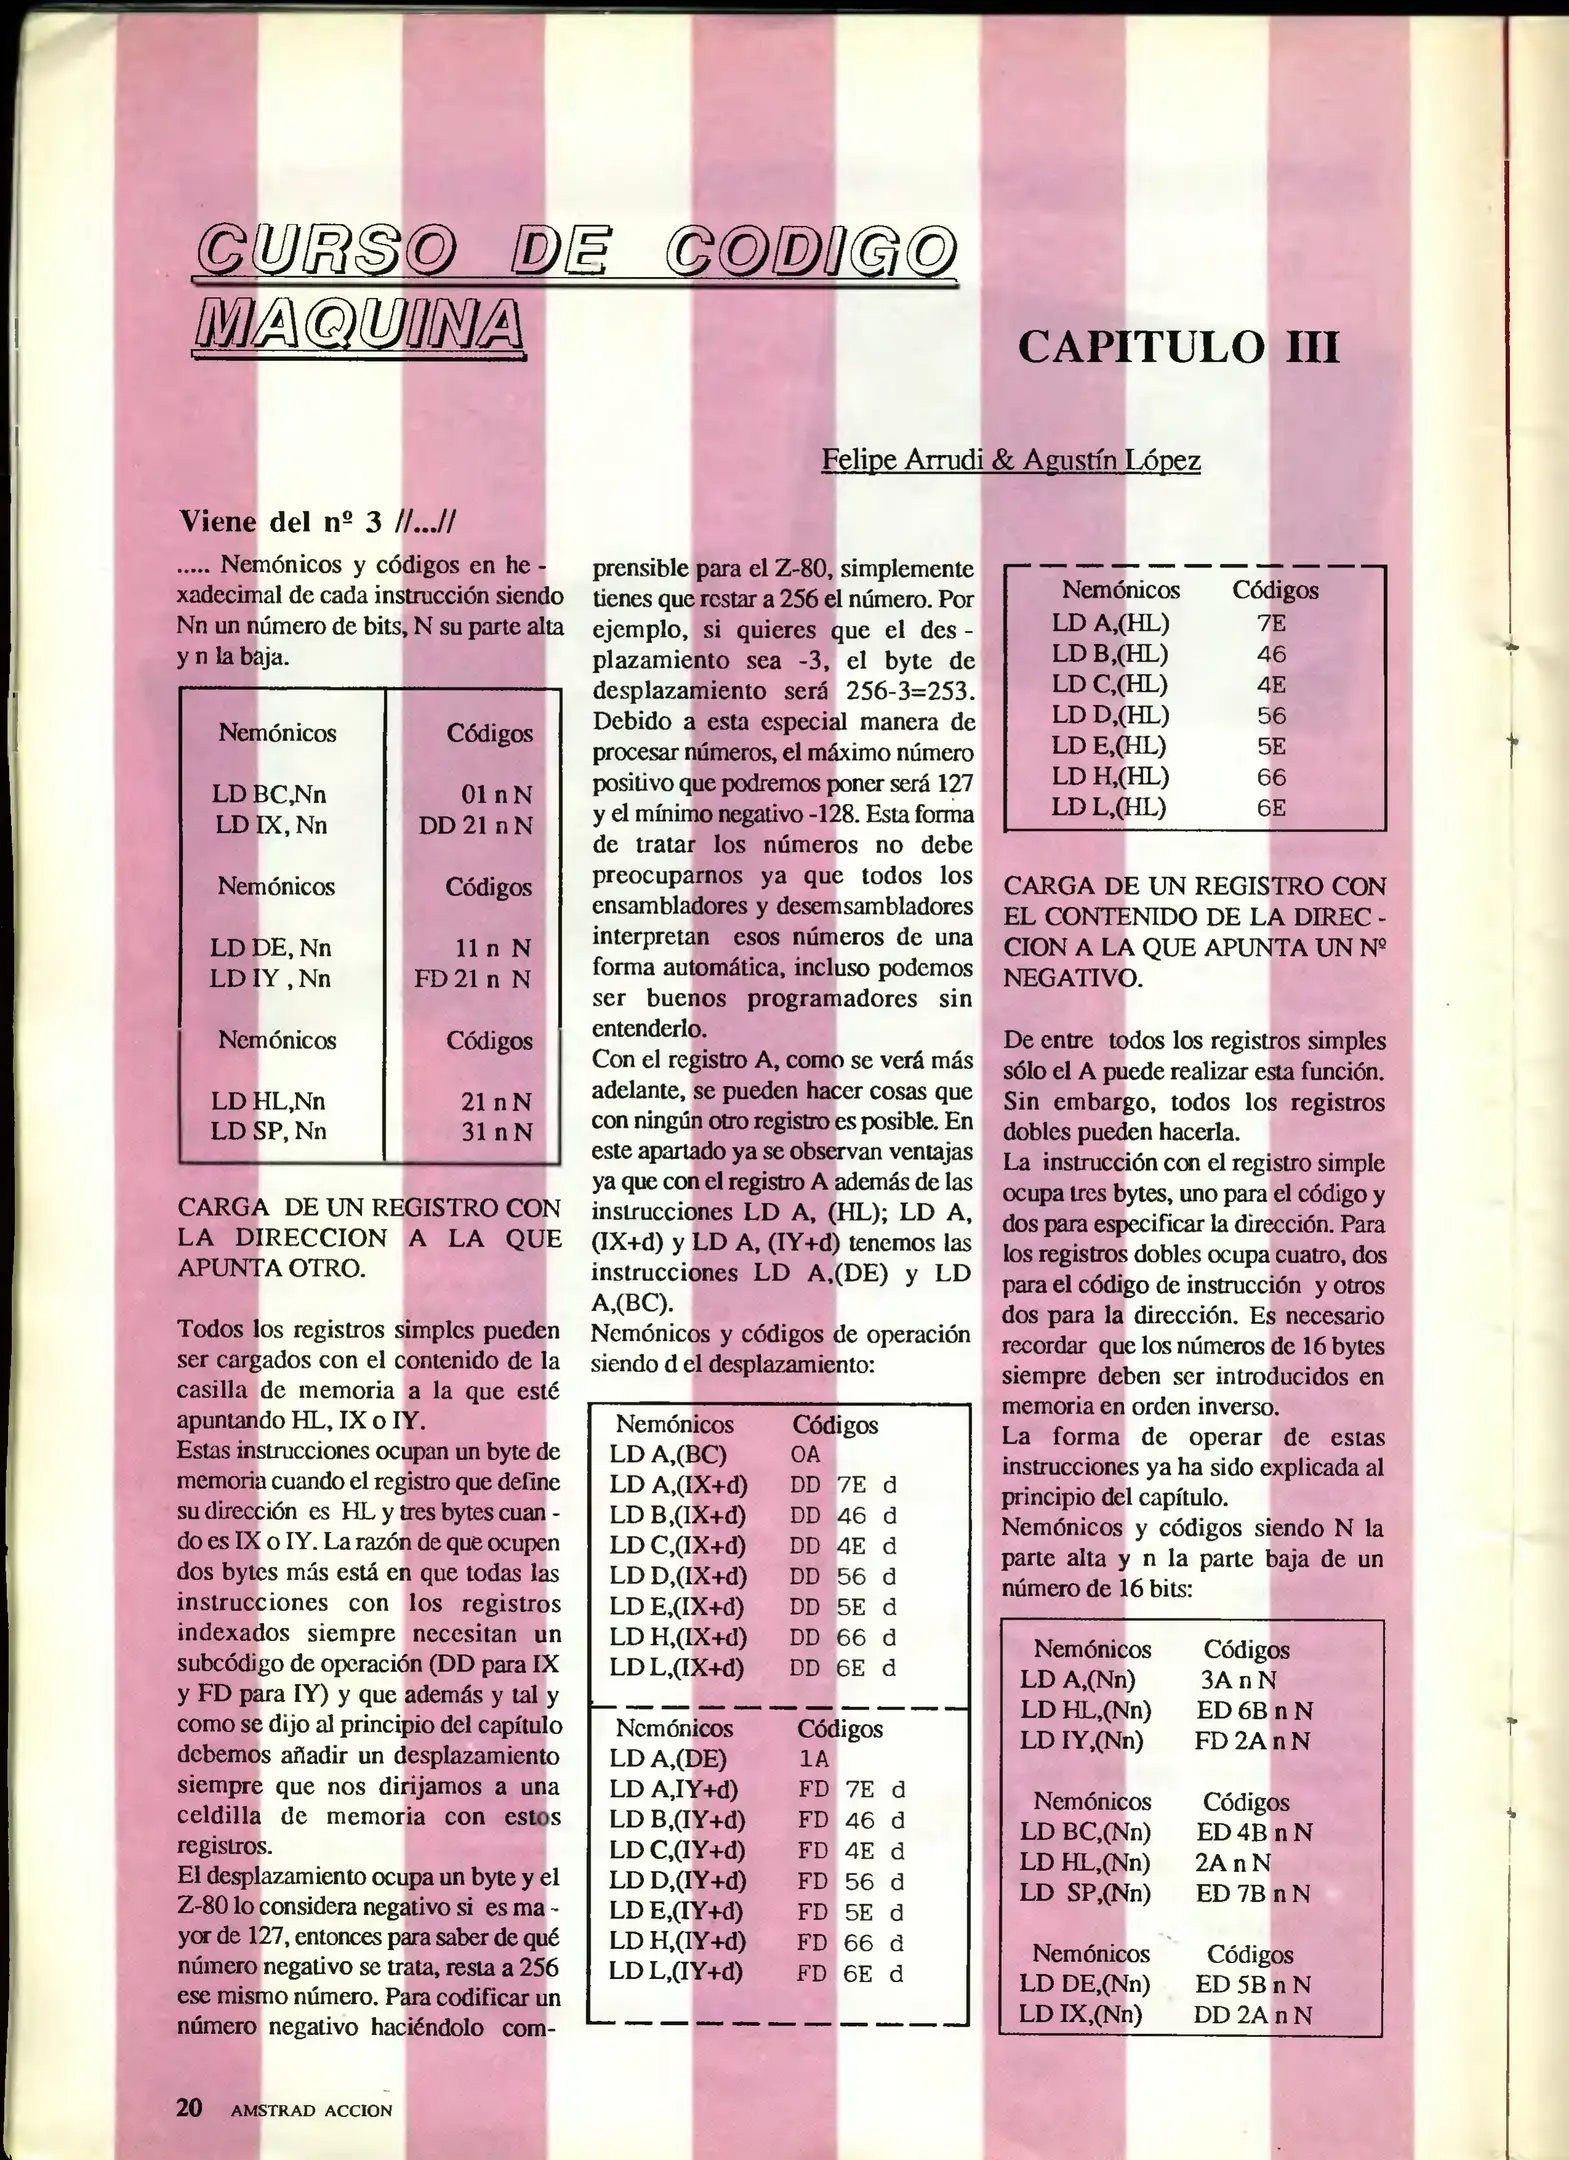 CURSO DE CODIGO
MAQUINA
CAPITULO III
Felipe Arrudi & Agustín López
Viene del nº 3 //...//
..... Nemónicos y códigos en he -
xadecimal de cada instrucción siendo
Nn un número de bits, N su parte alta
y n la baja.
Nemónicos Códigos
LD BC,Nn 01 n N
LD IX, Nn DD 21 n N
Nemónicos Códigos
LD DE, Nn 11 n N
LD IY , Nn FD 21 n N
Nemónicos Códigos
LD HL,Nn 21 n N
LD SP, Nn 31 n N
CARGA DE UN REGISTRO CON
LA DIRECCION A LA QUE
APUNTA OTRO.
Todos los registros simples pueden
ser cargados con el contenido de la
casilla de memoria a la que esté
apuntando HL, IX o IY.
Estas instrucciones ocupan un byte de
memoria cuando el registro que define
su dirección es HL y tres bytes cuan -
do es IX o IY. La razón de que ocupen
dos bytes más está en que todas las
instrucciones con los registros
indexados siempre necesitan un
subcódigo de operación (DD para IX
y FD para IY) y que además y tal y
como se dijo al principio del capítulo
debemos añadir un desplazamiento
siempre que nos dirijamos a una
celdilla de memoria con estos
registros.
El desplazamiento ocupa un byte y el
Z-80 lo considera negativo si es ma -
yor de 127, entonces para saber de qué
número negativo se trata, resta a 256
ese mismo número. Para codificar un
número negativo haciéndolo com-
prensible para el Z-80, simplemente
tienes que restar a 256 el número. Por
ejemplo, si quieres que el des -
plazamiento sea -3, el byte de
desplazamiento será 256-3=253.
Debido a esta especial manera de
procesar números, el máximo número
positivo que podremos poner será 127
y el mínimo negativo -128. Esta forma
de tratar los números no debe
preocuparnos ya que todos los
ensambladores y desemsambladores
interpretan esos números de una
forma automática, incluso podemos
ser buenos programadores sin
entenderlo.
Con el registro A, como se verá más
adelante, se pueden hacer cosas que
con ningún otro registro es posible. En
este apartado ya se observan ventajas
ya que con el registro A además de las
instrucciones LD A, (HL); LD A,
(IX+d) y LD A, (IY+d) tenemos las
instrucciones LD A,(DE) y LD
A,(BC).
Nemónicos y códigos de operación
siendo d el desplazamiento:
Nemónicos Códigos
LD A,(BC) 0A
LD A,(IX+d) DD 7E d
LD B,(IX+d) DD 46 d
LD C,(IX+d) DD 4E d
LD D,(IX+d) DD 56 d
LD E,(IX+d) DD 5E d
LD H,(IX+d) DD 66 d
LD L,(IX+d) DD 6E d
Nemónicos Códigos
LD A,(DE) 1A
LD A,IY+d) FD 7E d
LD B,(IY+d) FD 46 d
LD C,(IY+d) FD 4E d
LD D,(IY+d) FD 56 d
LD E,(IY+d) FD 5E d
LD H,(IY+d) FD 66 d
LD L,(IY+d) FD 6E d
Nemónicos Códigos
LD A,(HL) 7E
LD B,(HL) 46
LD C,(HL) 4E
LD D,(HL) 56
LD E,(HL) 5E
LD H,(HL) 66
LD L,(HL) 6E
CARGA DE UN REGISTRO CON
EL CONTENIDO DE LA DIREC -
CION A LA QUE APUNTA UN Nº
NEGATIVO.
De entre todos los registros simples
sólo el A puede realizar esta función.
Sin embargo, todos los registros
dobles pueden hacerla.
La instrucción con el registro simple
ocupa tres bytes, uno para el código y
dos para especificar la dirección. Para
los registros dobles ocupa cuatro, dos
para el código de instrucción y otros
dos para la dirección. Es necesario
recordar que los números de 16 bytes
siempre deben ser introducidos en
memoria en orden inverso.
La forma de operar de estas
instrucciones ya ha sido explicada al
principio del capítulo.
Nemónicos y códigos siendo N la
parte alta y n la parte baja de un
número de 16 bits:
Nemónicos Códigos
LD A,(Nn) 3A n N
LD HL,(Nn) ED 6B n N
LD IY,(Nn) FD 2A n N
Nemónicos Códigos
LD BC,(Nn) ED 4B n N
LD HL,(Nn) 2A n N
LD SP,(Nn) ED 7B n N
Nemónicos Códigos
LD DE,(Nn) ED 5B n N
LD IX,(Nn) DD 2A n N
20 AMSTRAD ACCION